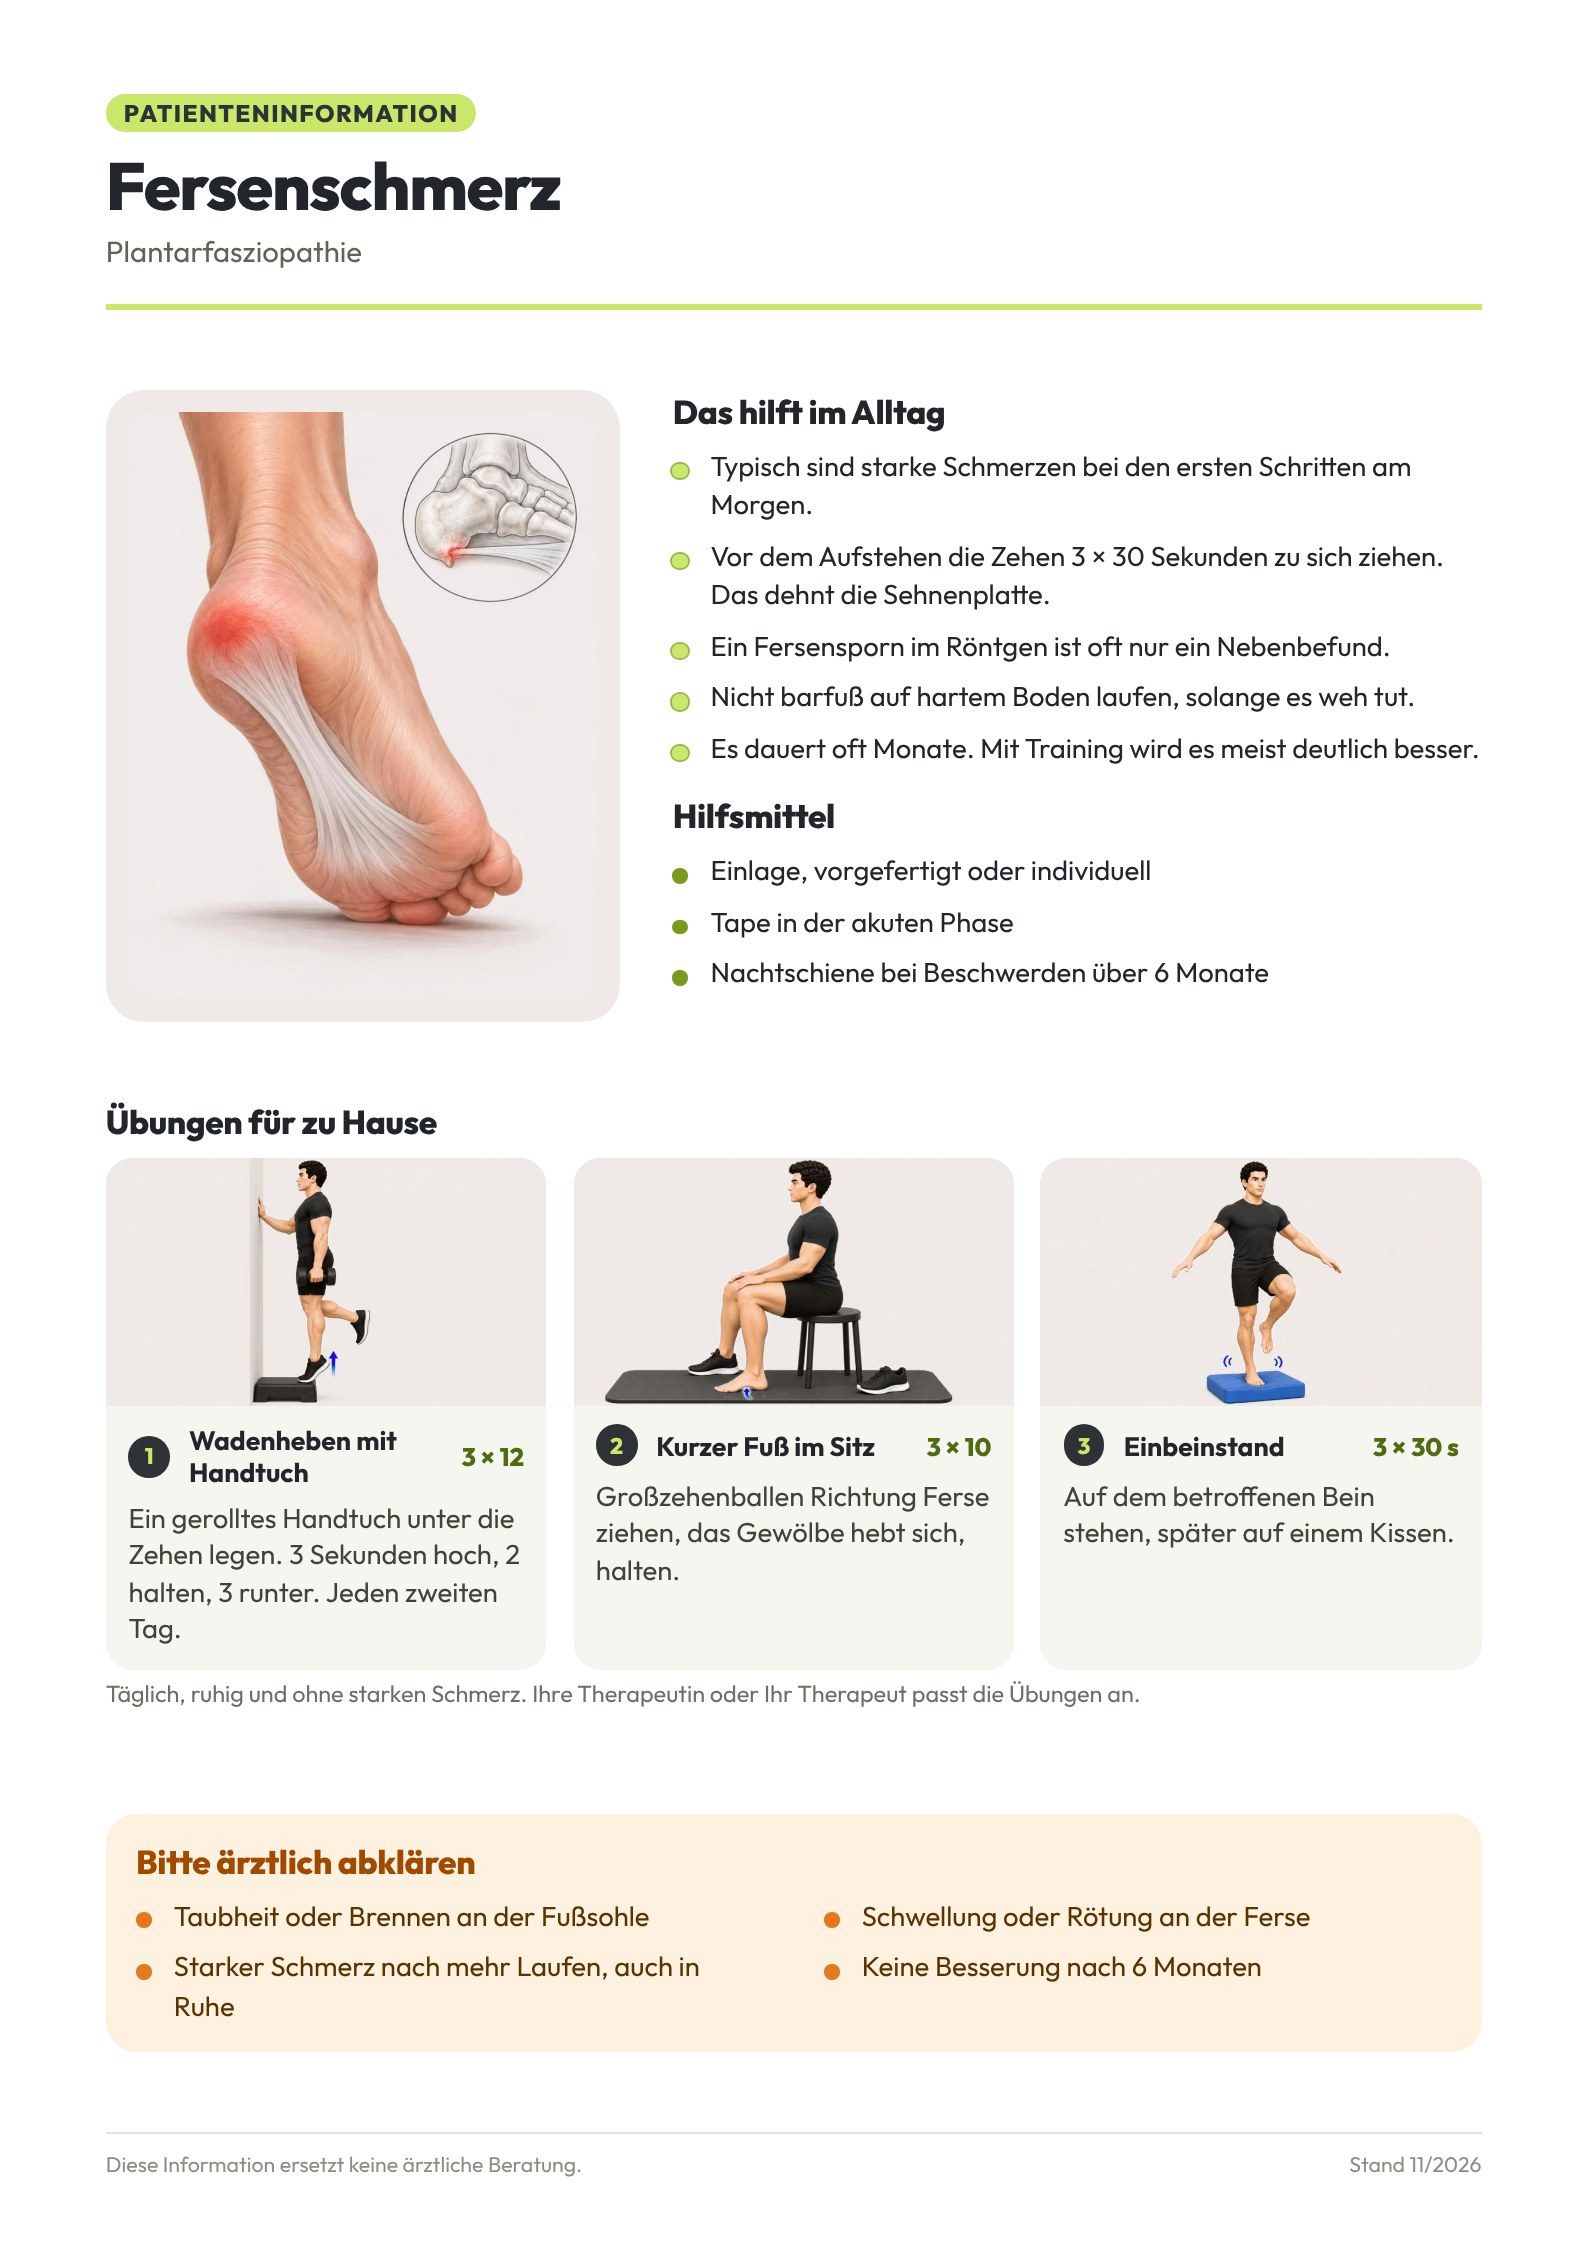 PATIENTENINFORMATION
Fersenschmerz
Plantarfasziopathie
Das hilft im Alltag
Typisch sind starke Schmerzen bei den ersten Schritten am
Morgen.
Vor dem Aufstehen die Zehen 3 × 30 Sekunden zu sich ziehen.
Das dehnt die Sehnenplatte.
Ein Fersensporn im Röntgen ist oft nur ein Nebenbefund.
Nicht barfuß auf hartem Boden laufen, solange es weh tut.
Es dauert oft Monate. Mit Training wird es meist deutlich besser.
Hilfsmittel
Einlage, vorgefertigt oder individuell
Tape in der akuten Phase
Nachtschiene bei Beschwerden über 6 Monate
Übungen für zu Hause
1 Wadenheben mit
Handtuch
3 × 12
Ein gerolltes Handtuch unter die
Zehen legen. 3 Sekunden hoch, 2
halten, 3 runter. Jeden zweiten
Tag.
2 Kurzer Fuß im Sitz 3 × 10
Großzehenballen Richtung Ferse
ziehen, das Gewölbe hebt sich,
halten.
3 Einbeinstand 3 × 30 s
Auf dem betroffenen Bein
stehen, später auf einem Kissen.
Täglich, ruhig und ohne starken Schmerz. Ihre Therapeutin oder Ihr Therapeut passt die Übungen an.
Bitte ärztlich abklären
Taubheit oder Brennen an der Fußsohle
Starker Schmerz nach mehr Laufen, auch in
Ruhe
Schwellung oder Rötung an der Ferse
Keine Besserung nach 6 Monaten
Diese Information ersetzt keine ärztliche Beratung.
Stand 11/2026